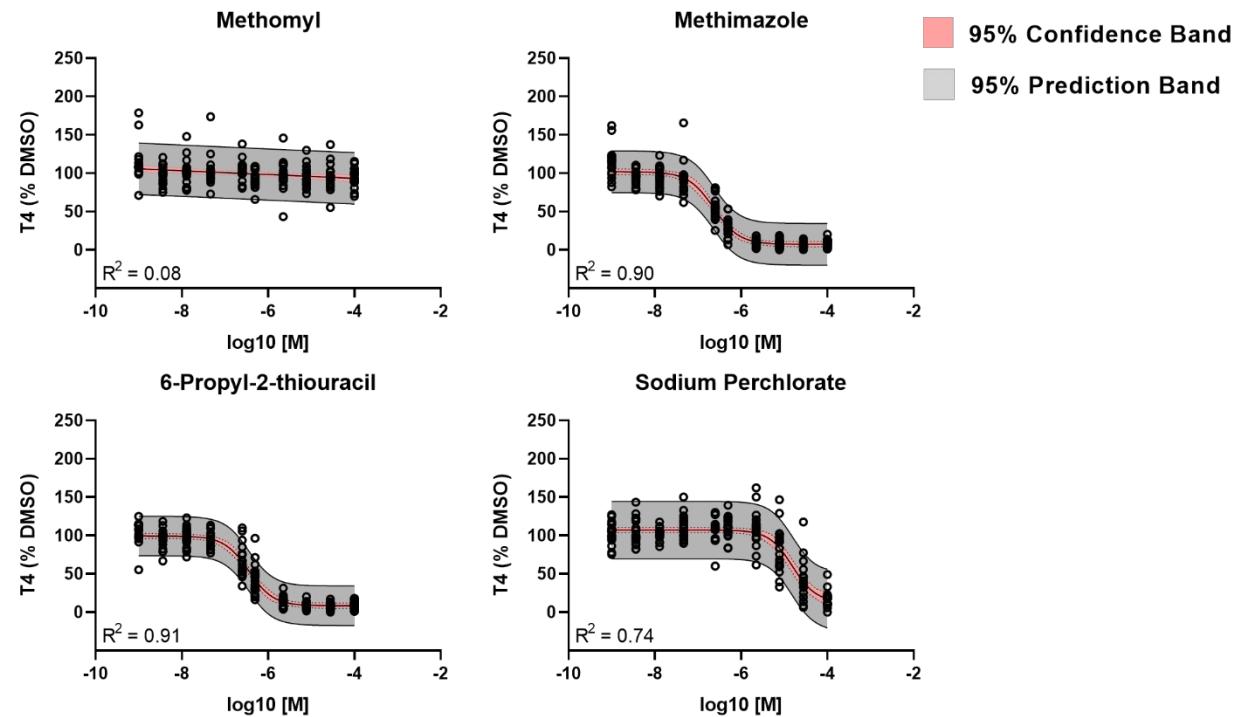 Methomyl
Methimazole
95% Confidence Band
95% Prediction Band
T4 (% DMSO)
250
200
150
100
50
0
R² = 0.08
-10 -8 -6 -4 -2
log10 [M]
T4 (% DMSO)
250
200
150
100
50
0
R² = 0.90
-10 -8 -6 -4 -2
log10 [M]
6-Propyl-2-thiouracil
Sodium Perchlorate
T4 (% DMSO)
250
200
150
100
50
0
R² = 0.91
-10 -8 -6 -4 -2
log10 [M]
T4 (% DMSO)
250
200
150
100
50
0
R² = 0.74
-10 -8 -6 -4 -2
log10 [M]